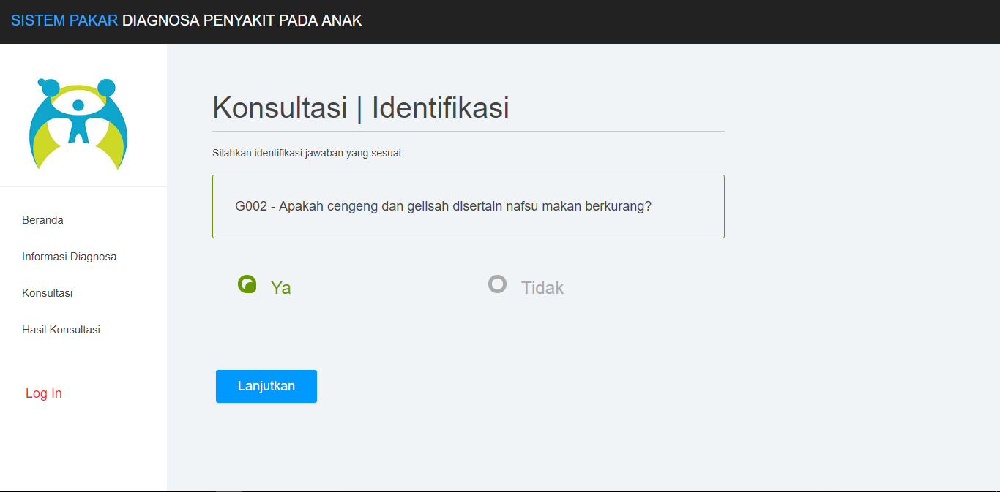 SISTEM PAKAR DIAGNOSA PENYAKIT PADA ANAK
Beranda
Informasi Diagnosa
Konsultasi
Hasil Konsultasi
Log In
Konsultasi | Identifikasi
Silahkan identifikasi jawaban yang sesuai.
G002 - Apakah cengeng dan gelisah disertain nafsu makan berkurang?
Ya
Tidak
Lanjutkan